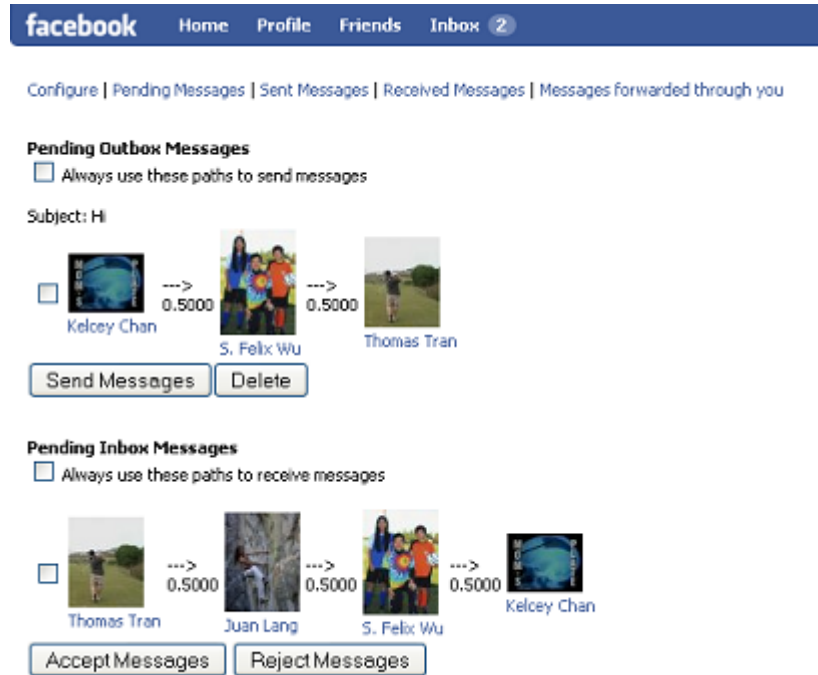 facebook Home Profile Friends Inbox 2
Configure | Pending Messages | Sent Messages | Received Messages | Messages forwarded through you
Pending Outbox Messages
Always use these paths to send messages
Subject: Hi
---> --->
0.5000 0.5000
Kelcey Chan S. Felix Wu Thomas Tran
Send Messages Delete
Pending Inbox Messages
Always use these paths to receive messages
---> ---> --->
0.5000 0.5000 0.5000
Thomas Tran Juan Lang S. Felix Wu Kelcey Chan
Accept Messages Reject Messages